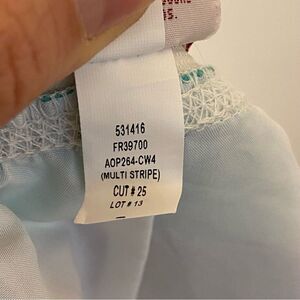 531416
FR39700
AOP264-CW4
(MULTI STRIPE)
CUT # 25
LOT # 13